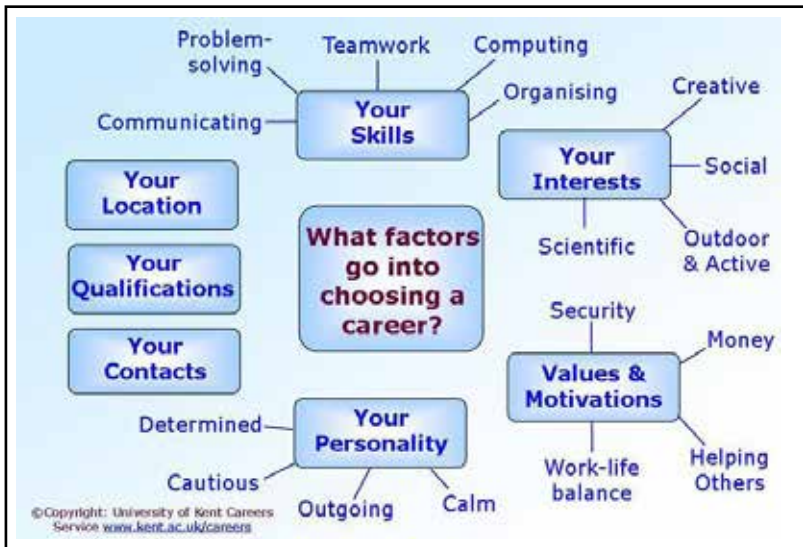 Problem-
solving
Teamwork
Computing
Communicating
Your
Skills
Organising
Creative
Your
Interests
Social
Scientific
Outdoor
& Active
Your
Location
Your
Qualifications
Your
Contacts
What factors
go into
choosing a
career?
Security
Money
Values &
Motivations
Work-life
balance
Helping
Others
Determined
Your
Personality
Cautious
Outgoing
Calm
©Copyright: University of Kent Careers
Service www.kent.ac.uk/careers